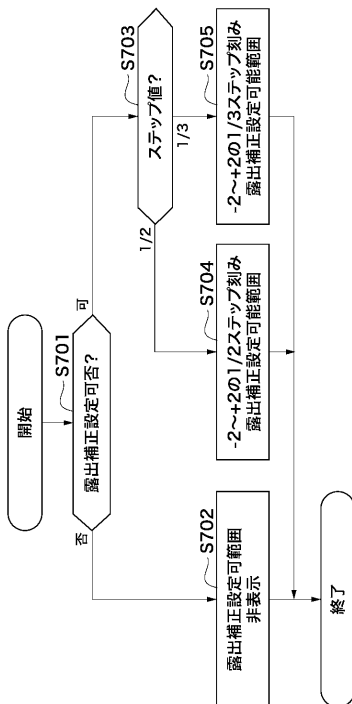 開始
S701
露出補正設定可否?
否
可
S703
ステップ値?
1/2
1/3
S702
露出補正設定可範囲
非表示
S704
-2~+2の1/2ステップ刻み
露出補正設定可能範囲
S705
-2~+2の1/3ステップ刻み
露出補正設定可能範囲
終了